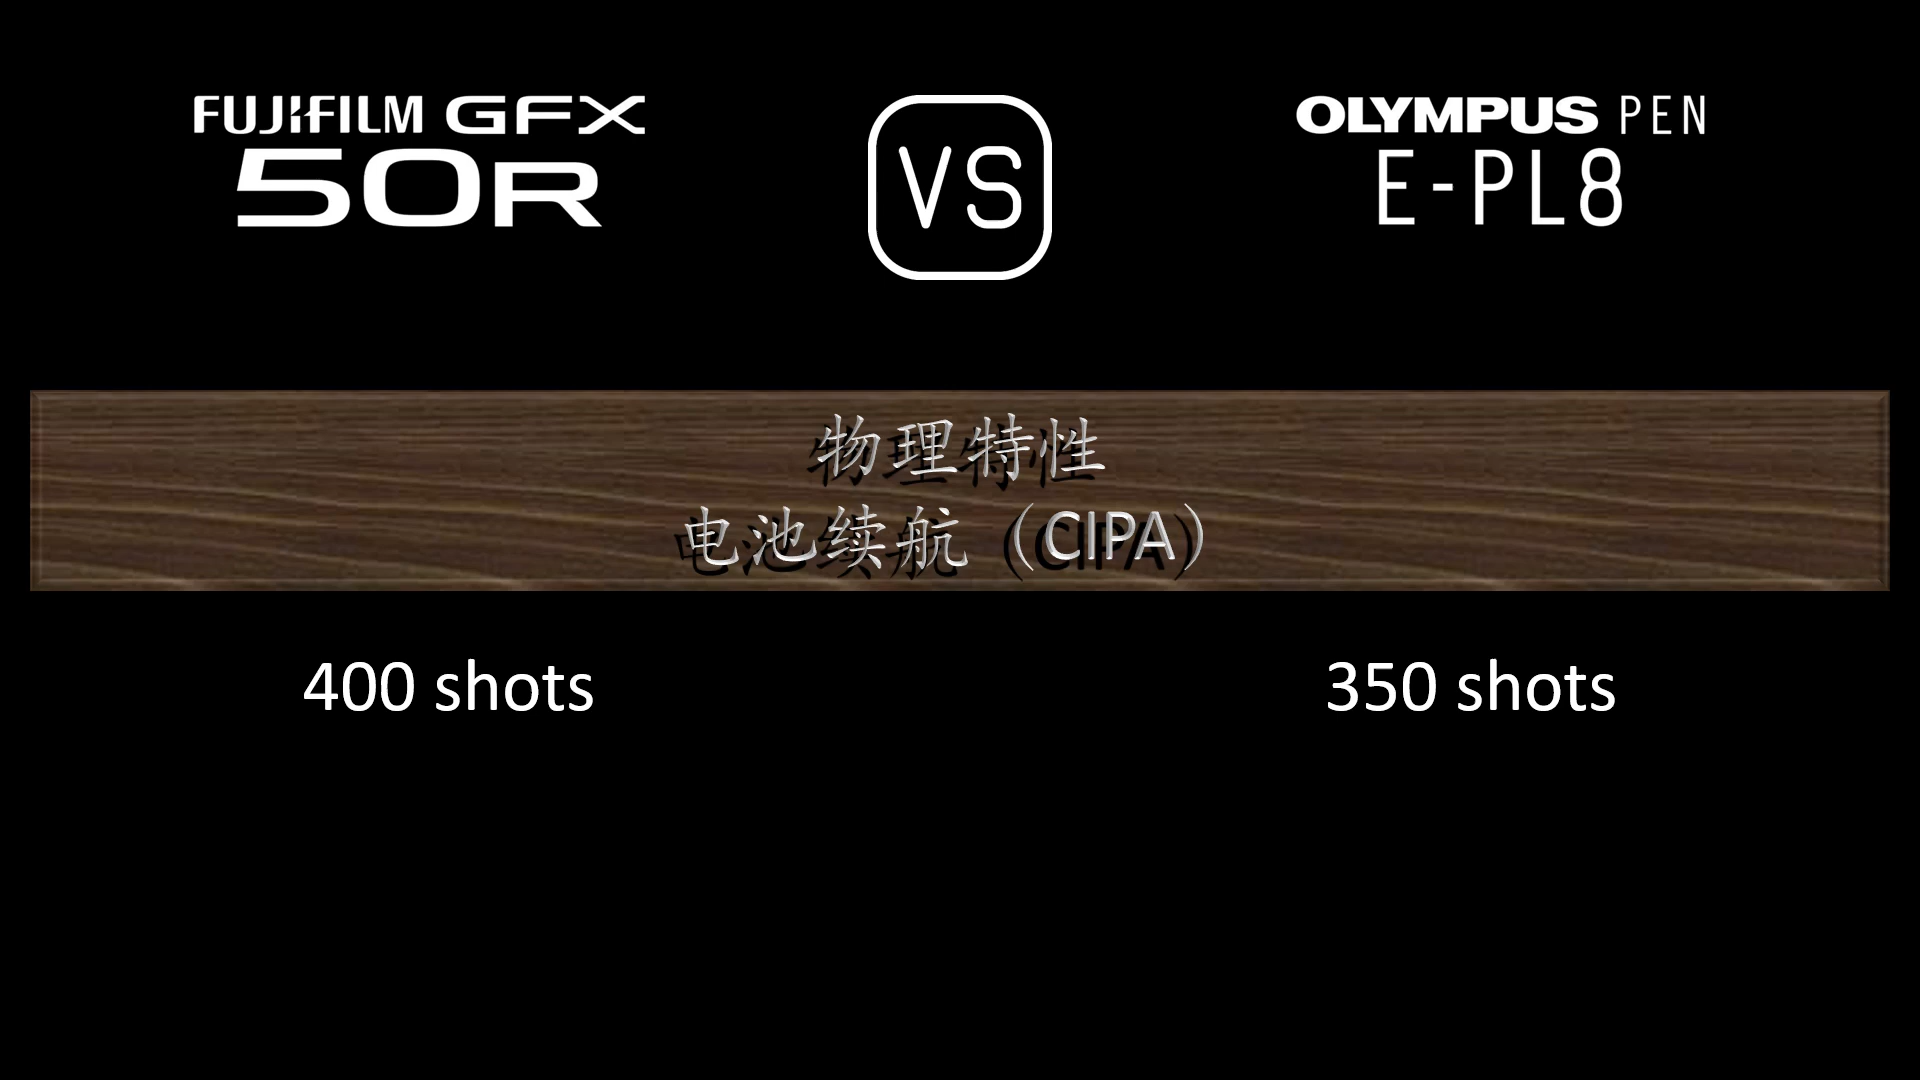 FUJIFILM GFX
50R
VS
OLYMPUS PEN
E-PL8
物理特性
电池续航（CIPA）
400 shots
350 shots